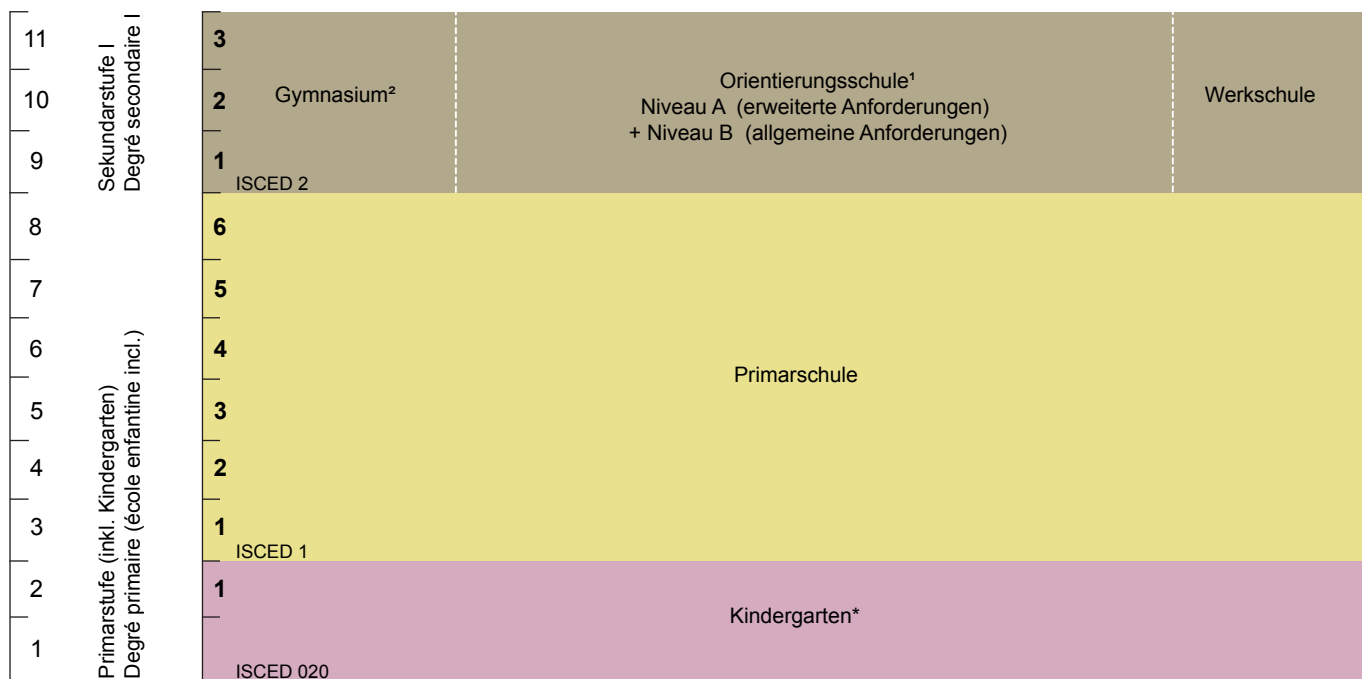 11
10
9
8
7
6
5
4
3
2
1
Sekundarstufe I
Degré secondaire I
Primarstufe (inkl. Kindergarten)
Degré primaire (école enfantine incl.)
3
2
1
ISCED 2
Gymnasium²
Orientierungsschule¹
Niveau A (erweiterte Anforderungen)
+ Niveau B (allgemeine Anforderungen)
Werkschule
6
5
4
3
2
1
ISCED 1
Primarschule
1
Kindergarten*
ISCED 020